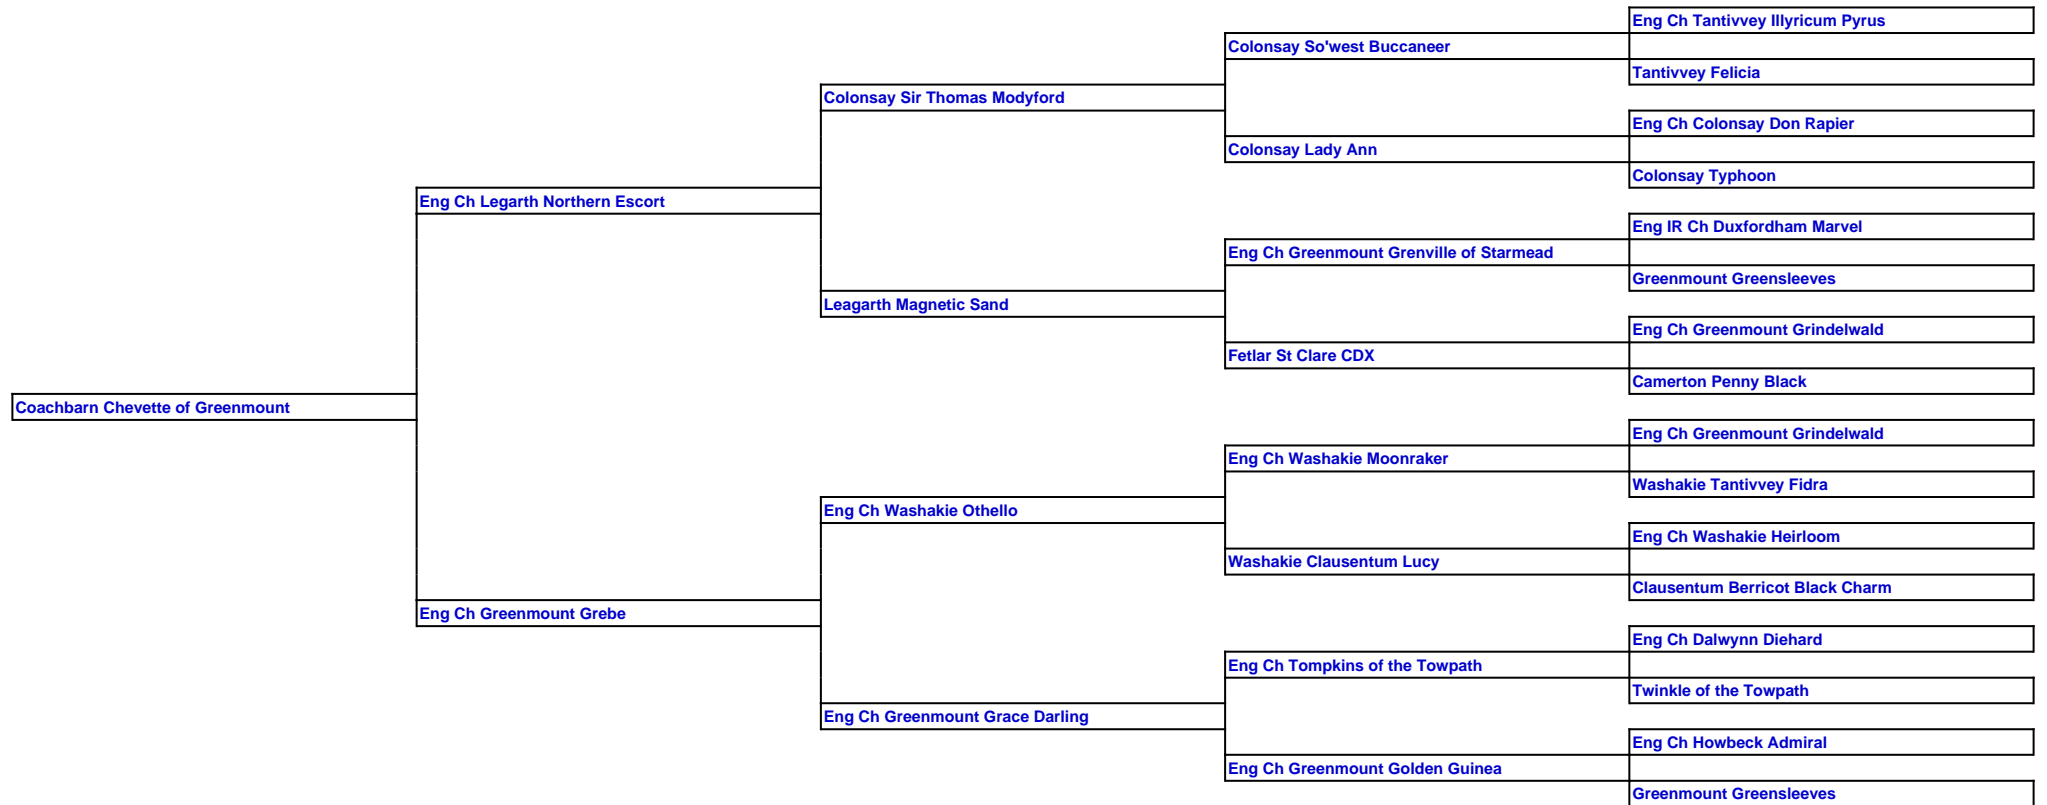 Eng Ch Tantivvey Illyricum Pyrus
Colonsay So'west Buccaneer
Tantivvey Felicia
Colonsay Sir Thomas Modyford
Eng Ch Colonsay Don Rapier
Colonsay Lady Ann
Colonsay Typhoon
Eng Ch Legarth Northern Escort
Eng IR Ch Duxfordham Marvel
Eng Ch Greenmount Grenville of Starmead
Greenmount Greensleeves
Leagarth Magnetic Sand
Eng Ch Greenmount Grindelwald
Fetlar St Clare CDX
Camerton Penny Black
Coachbarn Chevette of Greenmount
Eng Ch Greenmount Grindelwald
Eng Ch Washakie Moonraker
Washakie Tantivvey Fidra
Eng Ch Washakie Othello
Eng Ch Washakie Heirloom
Washakie Clausentum Lucy
Clausentum Berricot Black Charm
Eng Ch Greenmount Grebe
Eng Ch Dalwynn Diehard
Eng Ch Tompkins of the Towpath
Twinkle of the Towpath
Eng Ch Greenmount Grace Darling
Eng Ch Howbeck Admiral
Eng Ch Greenmount Golden Guinea
Greenmount Greensleeves